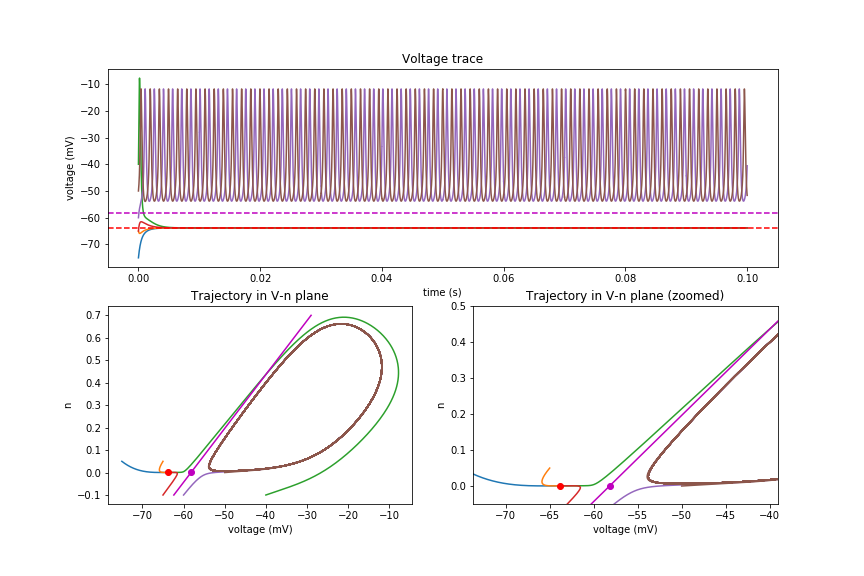 Voltage trace
voltage (mV)
−10
−20
−30
−40
−50
−60
−70
0.00 0.02 0.04 0.06 0.08 0.10
time (s)
Trajectory in V-n plane
n
0.7
0.6
0.5
0.4
0.3
0.2
0.1
0.0
−0.1
−70 −60 −50 −40 −30 −20 −10
voltage (mV)
Trajectory in V-n plane (zoomed)
n
0.5
0.4
0.3
0.2
0.1
0.0
−70 −65 −60 −55 −50 −45 −40
voltage (mV)